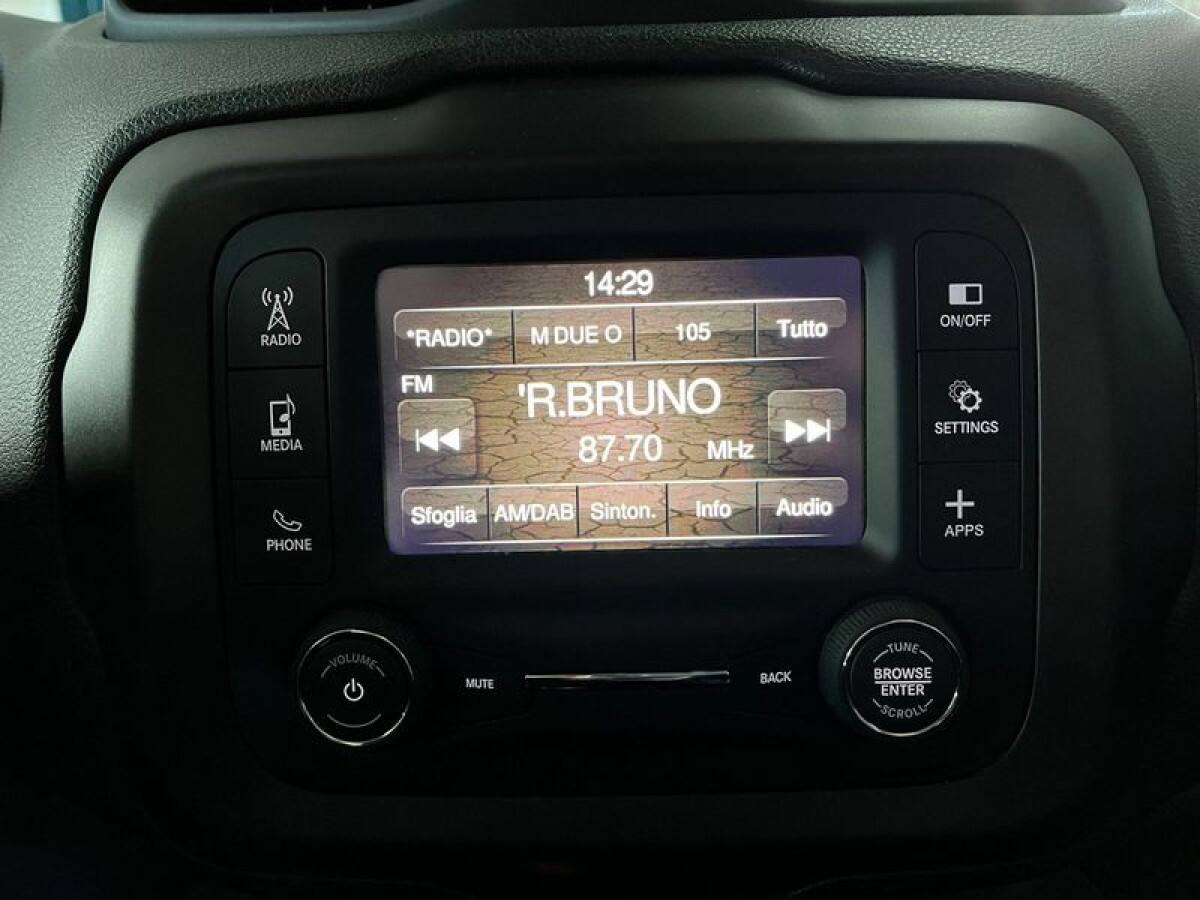 14:29
*RADIO* M DUE O 105 Tutto
FM
'R.BRUNO
87.70 MHz
Sfoglia AM/DAB Sinton. Info Audio
RADIO
MEDIA
PHONE
ON/OFF
SETTINGS
APPS
VOLUME
MUTE
BACK
TUNE
BROWSE
ENTER
SCROLL